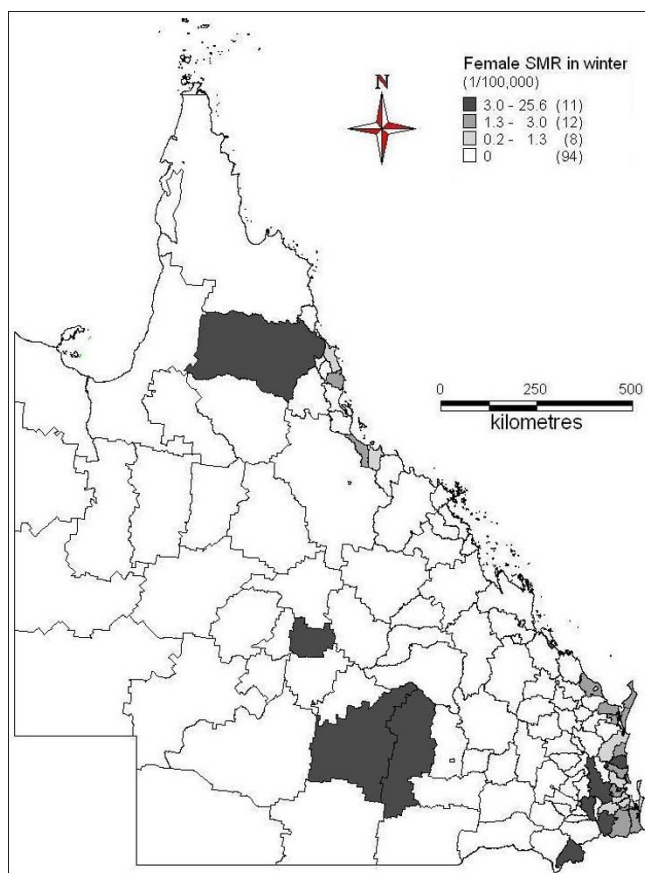 Female SMR in winter
(1/100,000)
3.0 - 25.6 (11)
1.3 - 3.0 (12)
0.2 - 1.3 (8)
0 (94)
N
0 250 500
kilometres